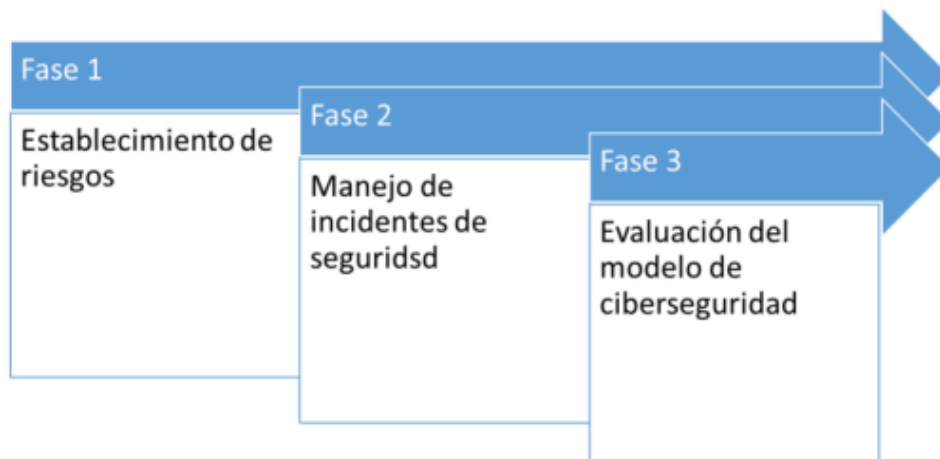 Fase 1
Establecimiento de
riesgos
Fase 2
Manejo de
incidentes de
seguridsd
Fase 3
Evaluación del
modelo de
ciberseguridad